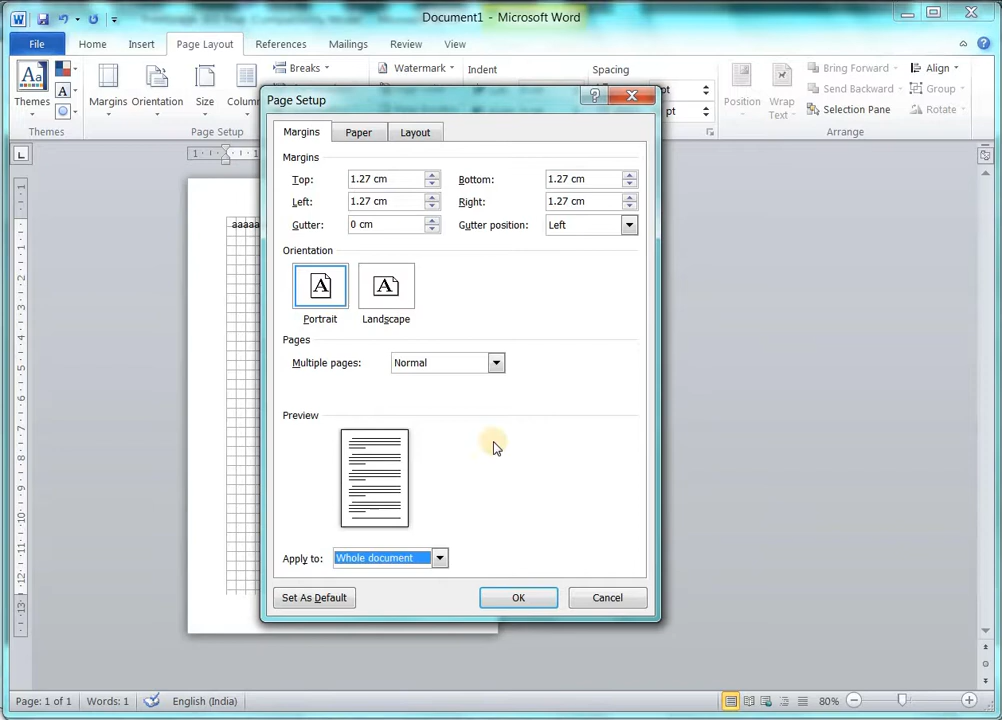 Document1 - Microsoft Word
File Home Insert Page Layout References Mailings Review View
Breaks Watermark Indent Spacing Bring Forward Align
Themes Margins Orientation Size Position Wrap Text Send Backward Group
pt Selection Pane Rotate
Themes Page Setup Arrange
Page Setup
Margins Paper Layout
Margins
Top: 1.27 cm Bottom: 1.27 cm
Left: 1.27 cm Right: 1.27 cm
Gutter: 0 cm Gutter position: Left
aaaaa
Orientation
Portrait Landscape
Pages
Multiple pages: Normal
Preview
Apply to: Whole document
Set As Default OK Cancel
Page: 1 of 1 Words: 1 English (India) 80%